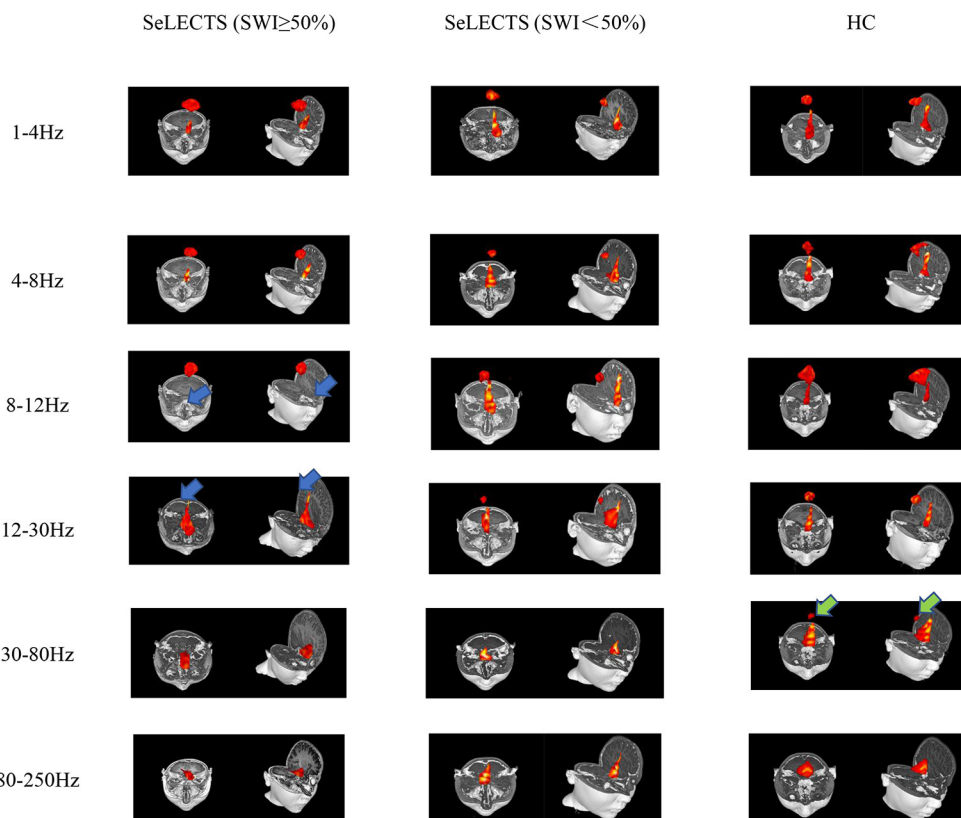 SeLECTS (SWI≥50%) SeLECTS (SWI<50%) HC
1-4Hz
4-8Hz
8-12Hz
12-30Hz
30-80Hz
80-250Hz